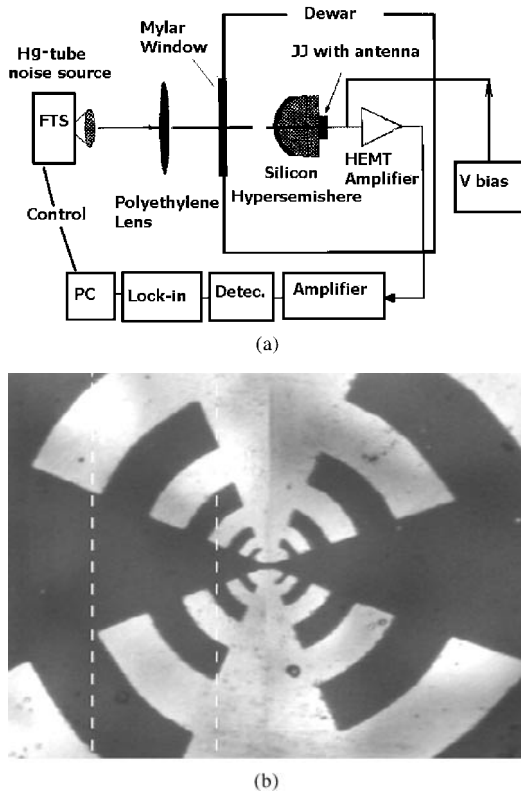 Dewar
Mylar
Window
JJ with antenna
Hg-tube
noise source
FTS
HEMT
Amplifier
Silicon
Hypersemishere
Polyethylene
Lens
V bias
Control
PC
Lock-in
Detec.
Amplifier
(a)
(b)